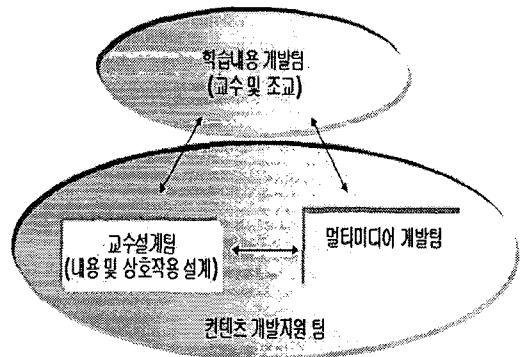 학습내용 개발팀
(교수 및 조교)
교수설계팀
(내용 및 상호작용 설계)
멀티미디어 개발팀
컨텐츠 개발지원 팀